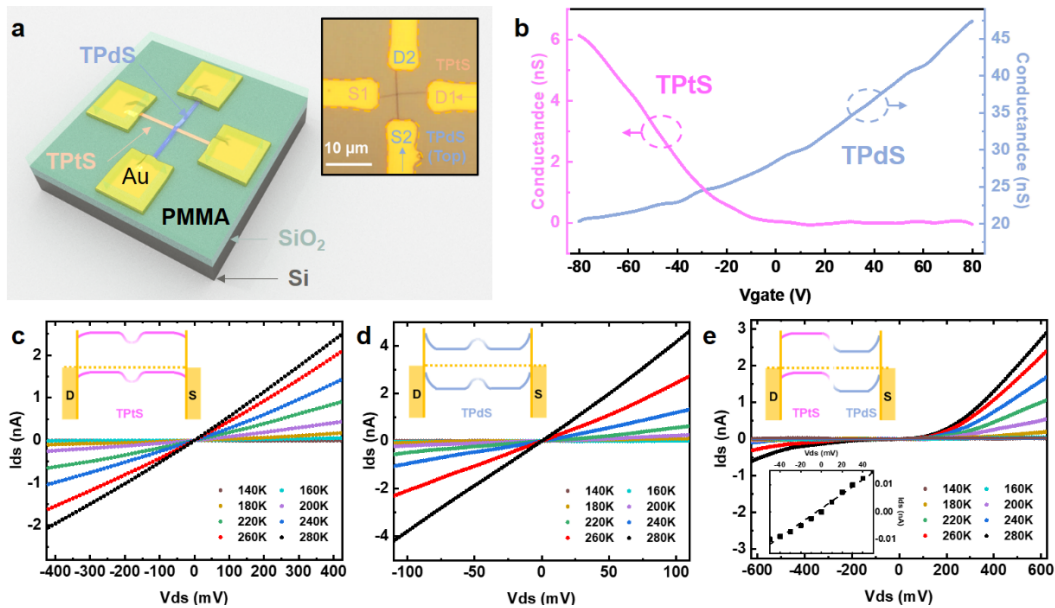 a
TPdS
TPtS
Au
PMMA
SiO2
Si
D2
TPtS
S1
D1
S2
TPdS
(Top)
10 μm
b
Conductandce (nS)
6
4
2
0
TPtS
TPdS
45
40
35
30
25
20
Conductandce (nS)
-80 -60 -40 -20 0 20 40 60 80
Vgate (V)
c
Ids (nA)
2
1
0
-1
-2
D
TPtS
S
140K 160K
180K 200K
220K 240K
260K 280K
-400 -300 -200 -100 0 100 200 300 400
Vds (mV)
d
Ids (nA)
4
2
0
-2
-4
D
TPdS
S
140K 160K
180K 200K
220K 240K
260K 280K
-100 -50 0 50 100
Vds (mV)
e
Ids (nA)
3
2
1
0
-1
-2
-3
D
TPtS
TPdS
S
Vds (mV)
-40 -20 0 20 40
0.01
0.00
-0.01
Ids (nA)
140K 160K
180K 200K
220K 240K
260K 280K
-600 -400 -200 0 200 400 600
Vds (mV)